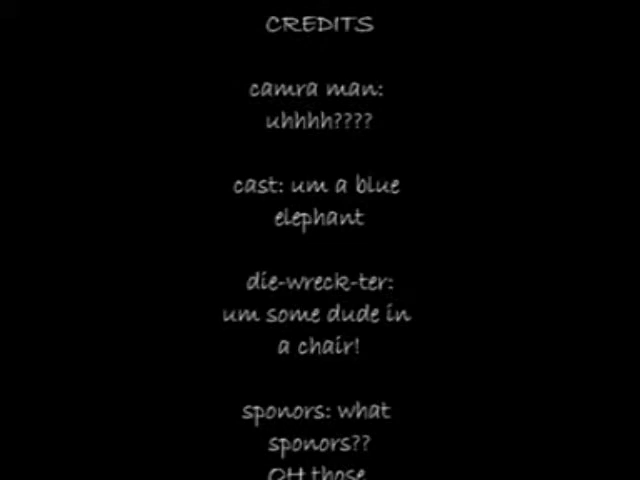 CREDITS
camra man:
uhhhh????
cast: um a blue
elephant
die-wreck-ter:
um some dude in
a chair!
sponors: what
sponors??
OH those